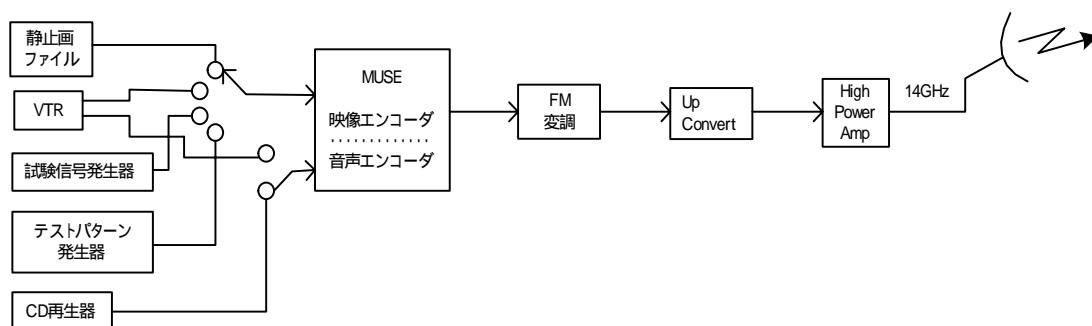 静止画
ファイル
VTR
試験信号発生器
テストパターン
発生器
CD再生器
MUSE
映像エンコーダ
音声エンコーダ
FM
変調
Up
Convert
High
Power
Amp
14GHz